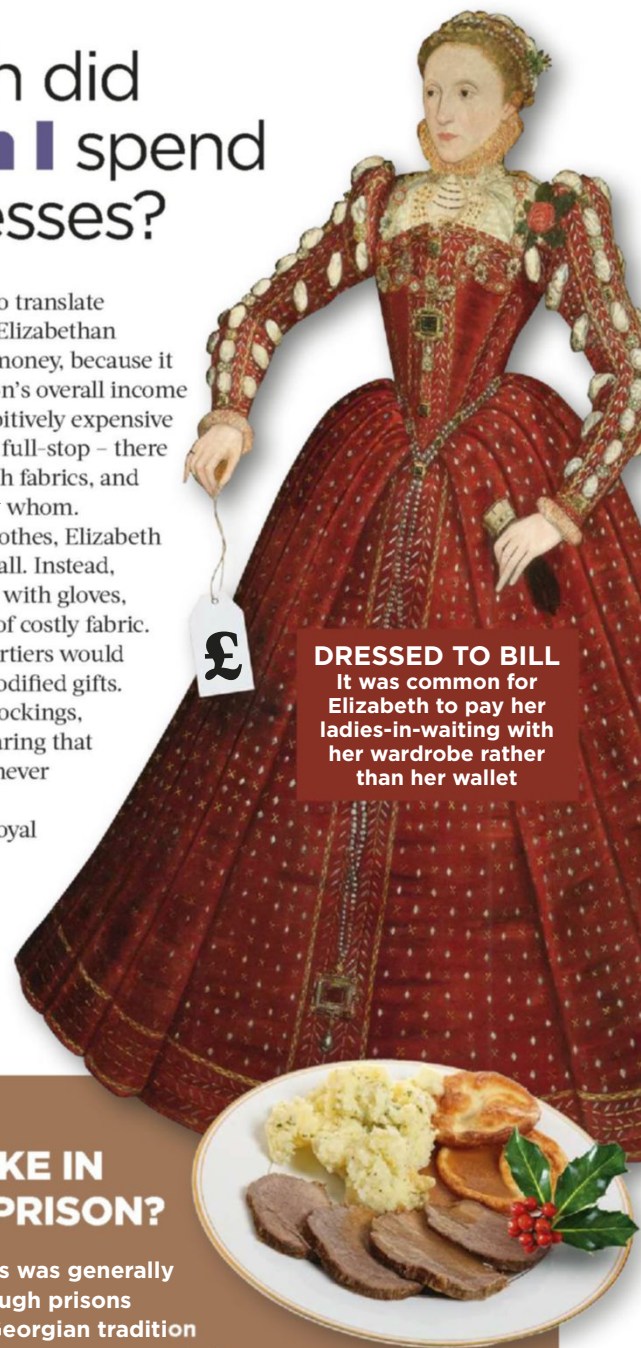 n did
n I spend
esses?
o translate
Elizabethan
money, because it
n's overall income
bitively expensive
full-stop – there
h fabrics, and
whom.
othes, Elizabeth
all. Instead,
with gloves,
of costly fabric.
rtiers would
odified gifts.
ockings,
aring that
never
oyal
£
DRESSED TO BILL
It was common for
Elizabeth to pay her
ladies-in-waiting with
her wardrobe rather
than her wallet
KE IN
PRISON?
s was generally
ugh prisons
Georgian tradition